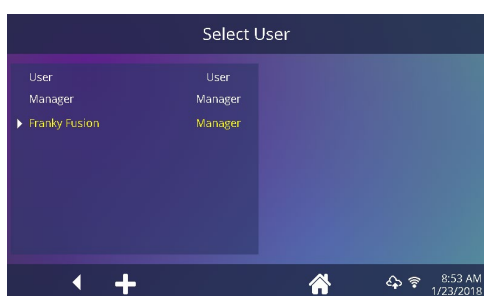 Select User
User User
Manager Manager
Franky Fusion Manager
8:53 AM
1/23/2018